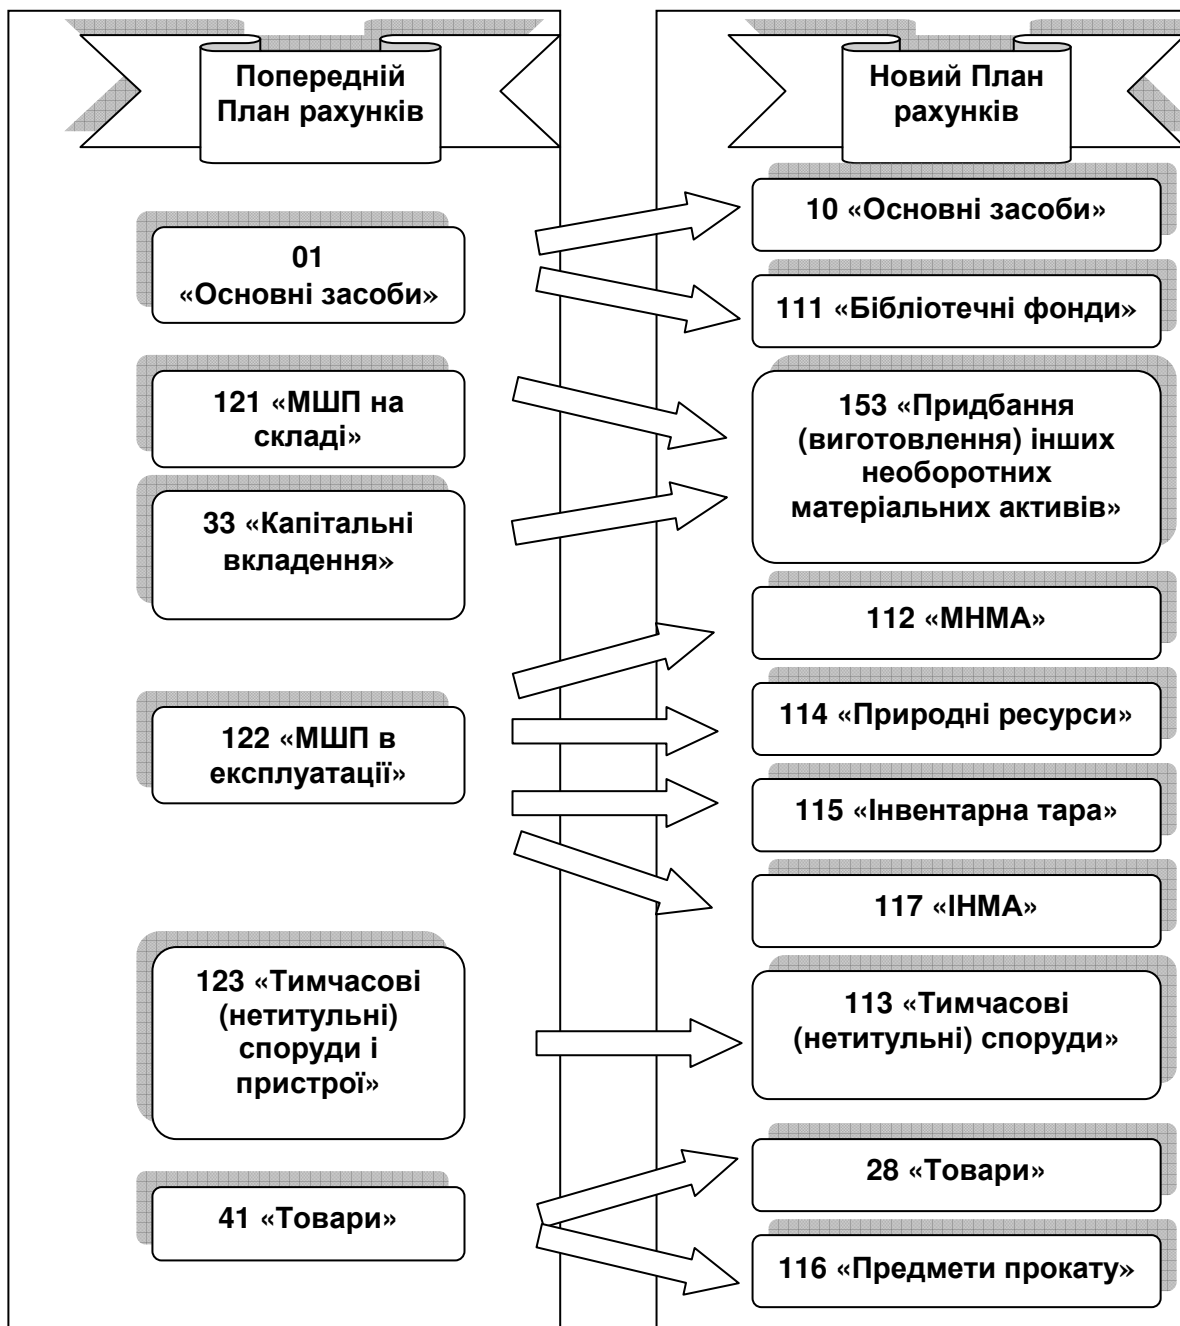 Попередній
План рахунків
01
«Основні засоби»
121 «МШП на
складі»
33 «Капітальні
вкладення»
122 «МШП в
експлуатації»
123 «Тимчасові
(нетитульні)
споруди і
пристрої»
41 «Товари»
Новий План
рахунків
10 «Основні засоби»
111 «Бібліотечні фонди»
153 «Придбання
(виготовлення) інших
необоротних
матеріальних активів»
112 «МНМА»
114 «Природні ресурси»
115 «Інвентарна тара»
117 «ІНМА»
113 «Тимчасові
(нетитульні) споруди»
28 «Товари»
116 «Предмети прокату»